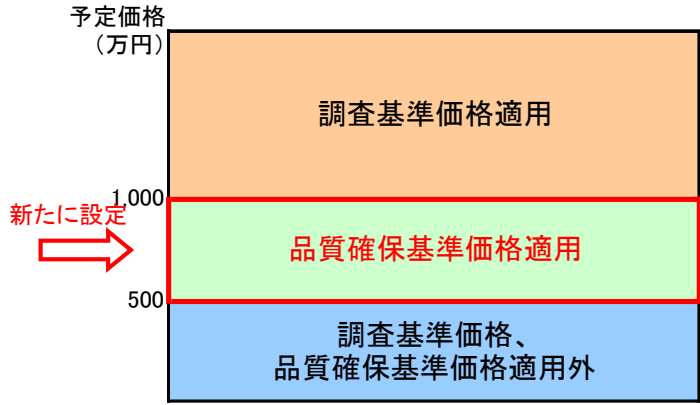 予定価格
（万円）
調査基準価格適用
1,000
新たに設定
品質確保基準価格適用
500
調査基準価格、
品質確保基準価格適用外